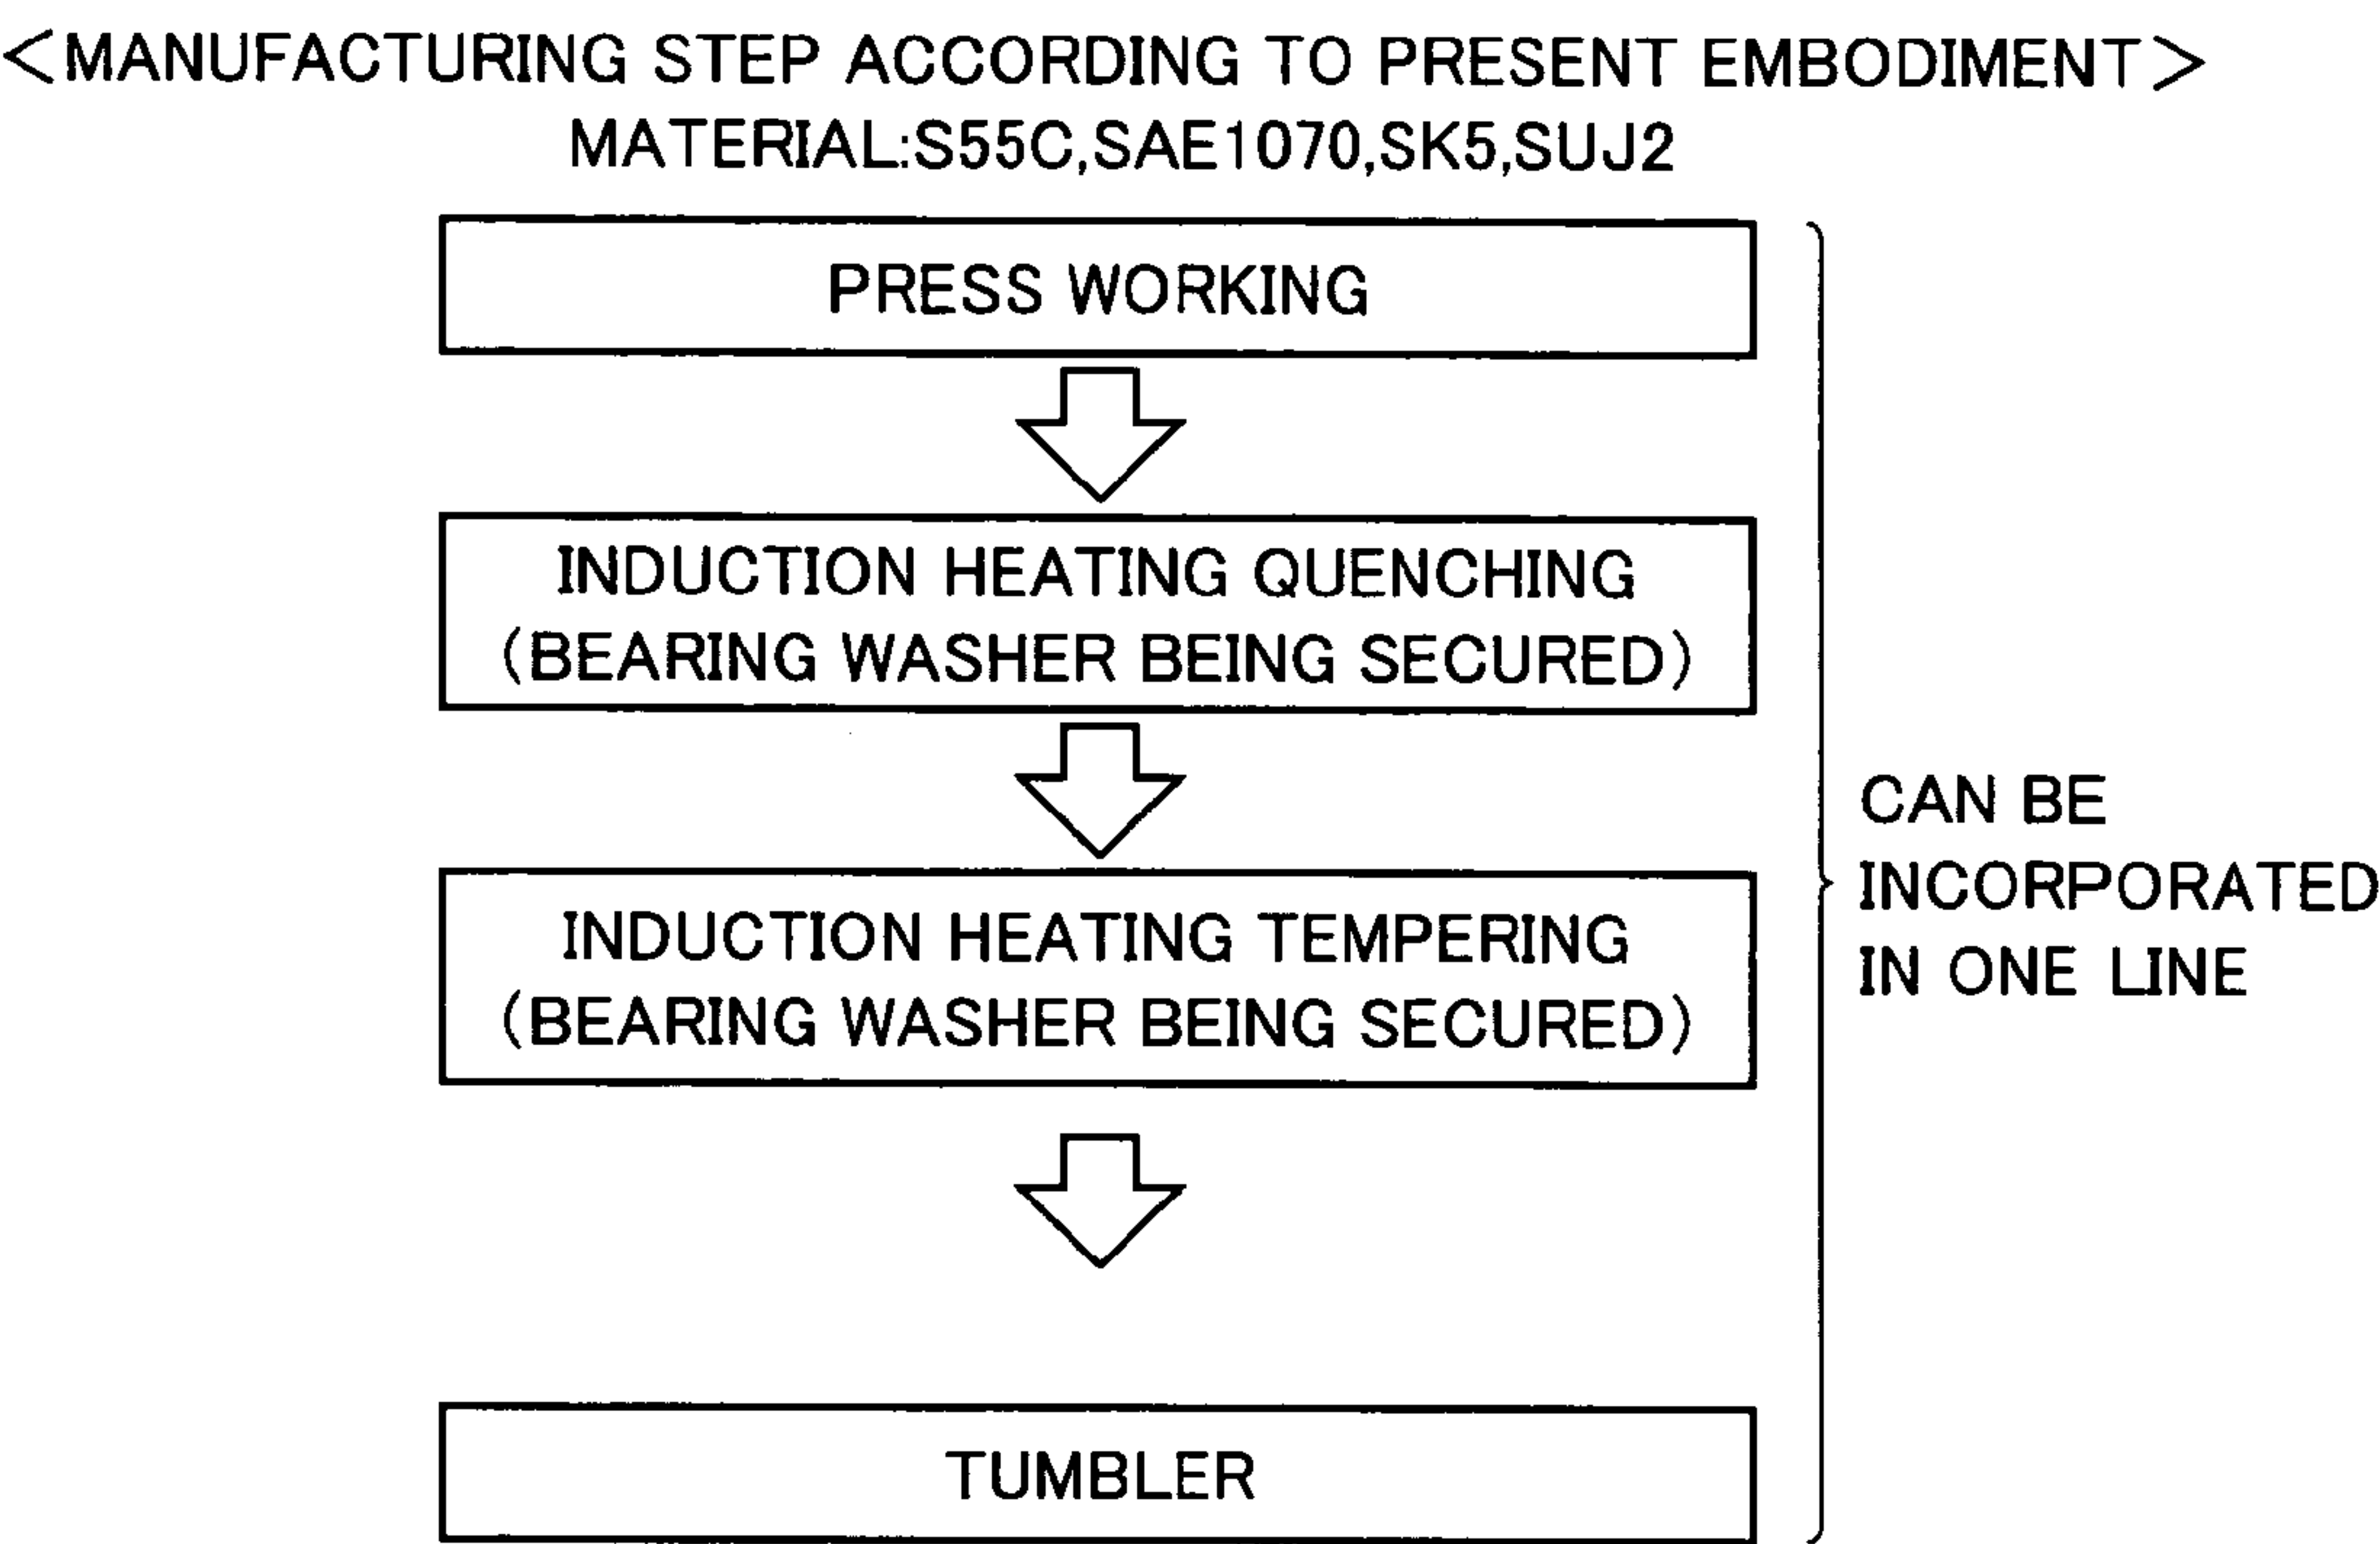 <MANUFACTURING STEP ACCORDING TO PRESENT EMBODIMENT>
MATERIAL:S55C,SAE1070,SK5,SUJ2
PRESS WORKING
INDUCTION HEATING QUENCHING
(BEARING WASHER BEING SECURED)
INDUCTION HEATING TEMPERING
(BEARING WASHER BEING SECURED)
TUMBLER
CAN BE
INCORPORATED
IN ONE LINE